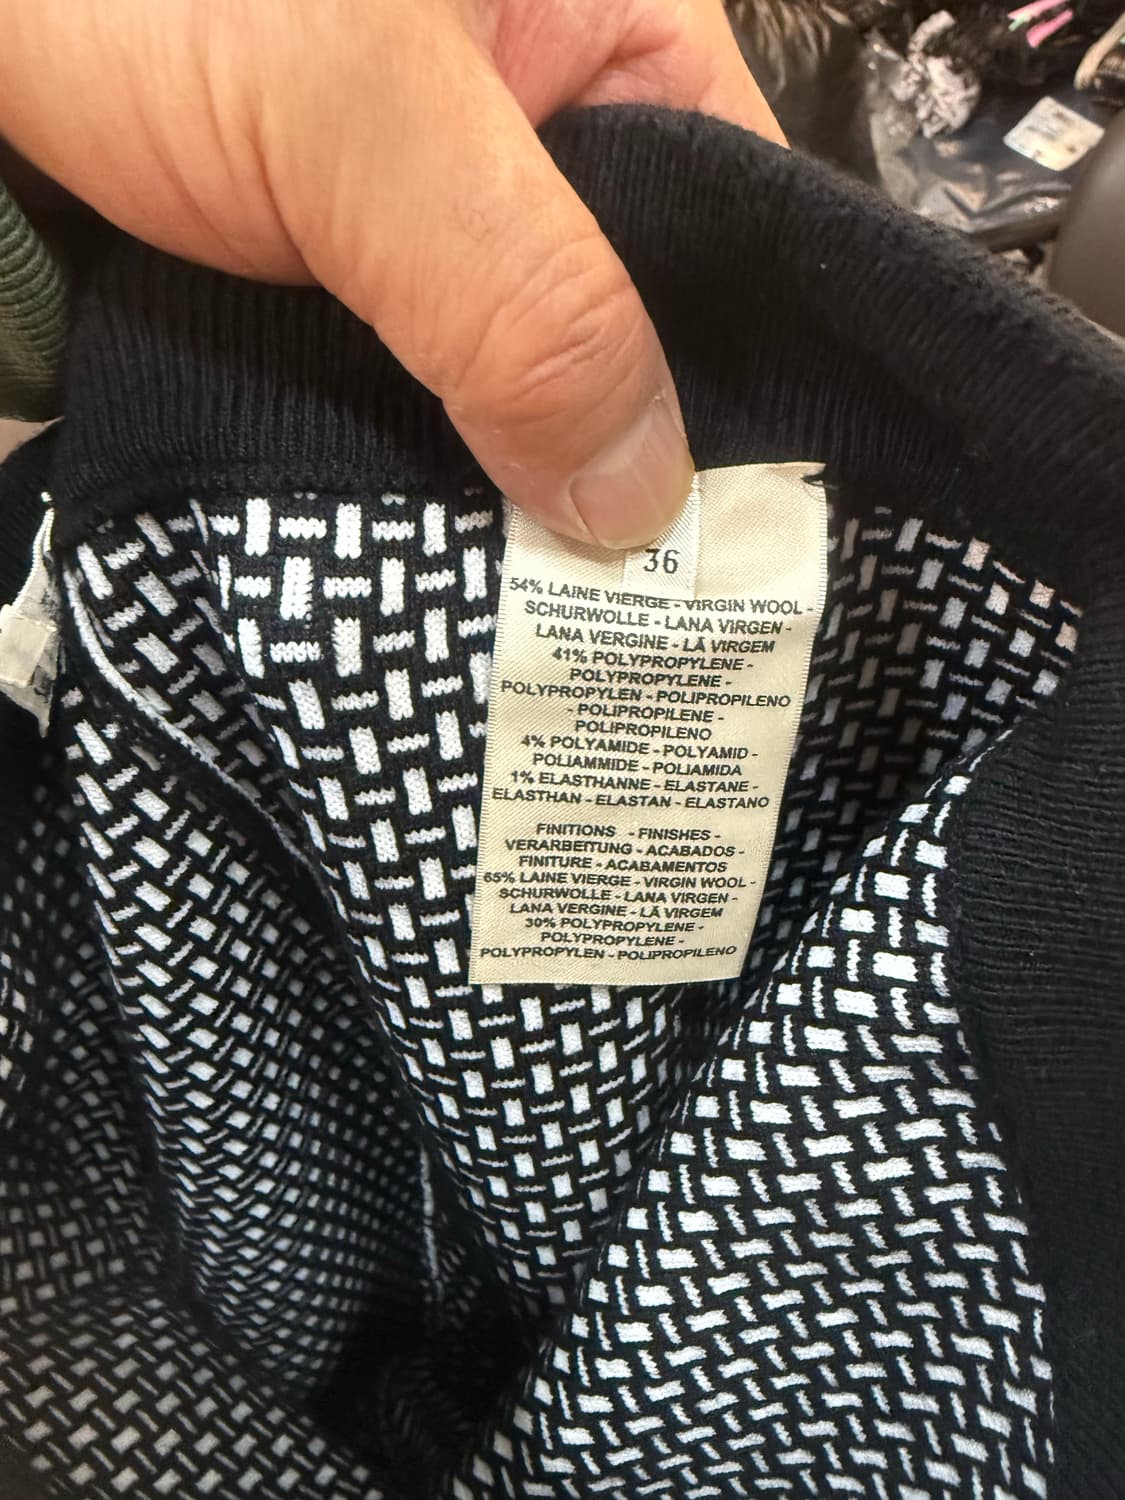 36
54% LAINE VIERGE - VIRGIN WOOL -
SCHURWOLLE - LANA VIRGEN -
LANA VERGINE - LÃ VIRGEM
41% POLYPROPYLENE -
POLYPROPYLENE -
POLYPROPYLEN - POLIPROPILENO
- POLIPROPILENE -
POLIPROPILENO
4% POLYAMIDE - POLYAMID -
POLIAMMIDE - POLIAMIDA
1% ELASTHANNE - ELASTANE -
ELASTHAN - ELASTAN - ELASTANO
FINITIONS - FINISHES -
VERARBEITUNG - ACABADOS -
FINITURE - ACABAMENTOS
65% LAINE VIERGE - VIRGIN WOOL -
SCHURWOLLE - LANA VIRGEN -
LANA VERGINE - LÃ VIRGEM
30% POLYPROPYLENE -
POLYPROPYLENE -
POLYPROPYLEN - POLIPROPILENO